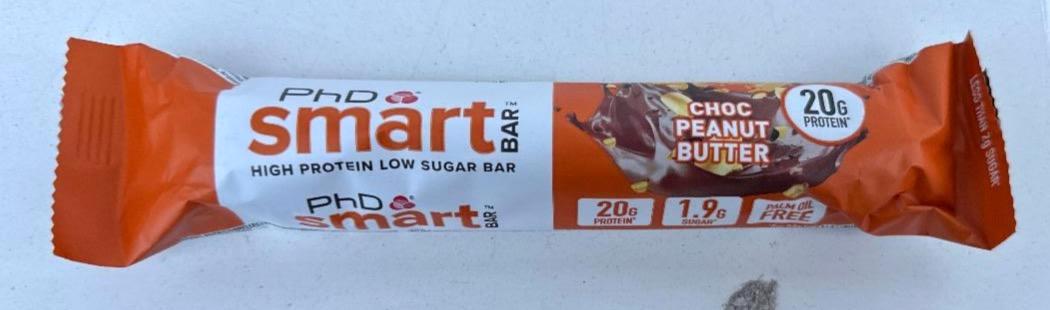 PhD
smart BAR™
HIGH PROTEIN LOW SUGAR BAR
PhD
smart BAR
CHOC
PEANUT
BUTTER
20G
PROTEIN*
20G
PROTEIN*
1.9G
SUGAR*
PALM OIL
FREE
LESS THAN 2g SUGAR*